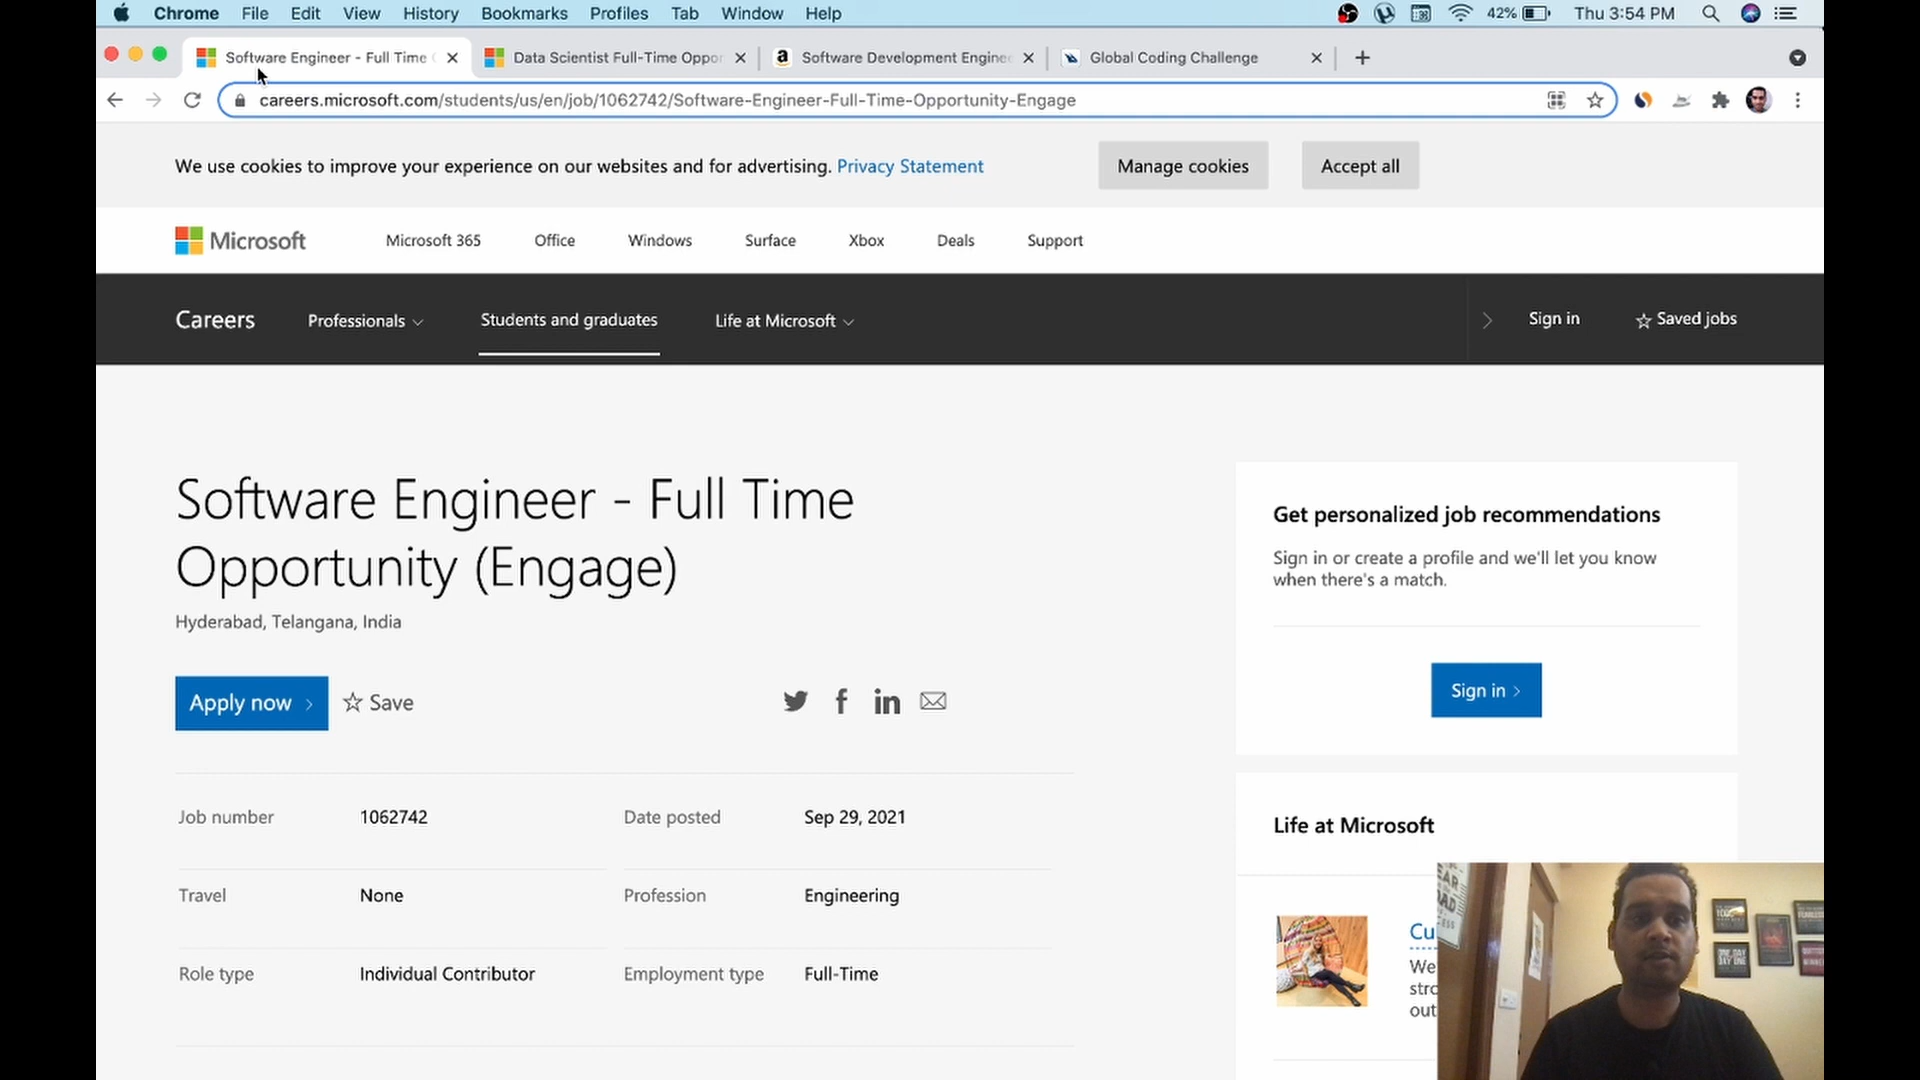 Chrome File Edit View History Bookmarks Profiles Tab Window Help 42% Thu 3:54 PM
Software Engineer - Full Time Data Scientist Full-Time Oppor Software Development Enginee Global Coding Challenge
careers.microsoft.com/students/us/en/job/1062742/Software-Engineer-Full-Time-Opportunity-Engage
We use cookies to improve your experience on our websites and for advertising. Privacy Statement Manage cookies Accept all
Microsoft Microsoft 365 Office Windows Surface Xbox Deals Support
Careers Professionals Students and graduates Life at Microsoft Sign in Saved jobs
Software Engineer - Full Time
Opportunity (Engage)
Hyderabad, Telangana, India
Apply now Save
Job number 1062742 Date posted Sep 29, 2021
Travel None Profession Engineering
Role type Individual Contributor Employment type Full-Time
Get personalized job recommendations
Sign in or create a profile and we'll let you know
when there's a match.
Sign in
Life at Microsoft
Cu
We
stro
out